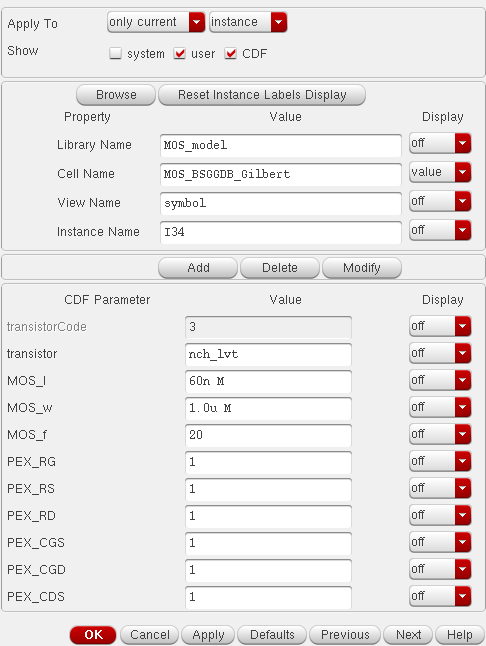 Apply To only current instance
Show system user CDF
Browse Reset Instance Labels Display
Property Value Display
Library Name MOS_model off
Cell Name MOS_BSGGDB_Gilbert value
View Name symbol off
Instance Name I34 off
Add Delete Modify
CDF Parameter Value Display
transistorCode 3 off
transistor nch_lvt off
MOS_l 60n M off
MOS_w 1.0u M off
MOS_f 20 off
PEX_RG 1 off
PEX_RS 1 off
PEX_RD 1 off
PEX_CGS 1 off
PEX_CGD 1 off
PEX_CDS 1 off
OK Cancel Apply Defaults Previous Next Help